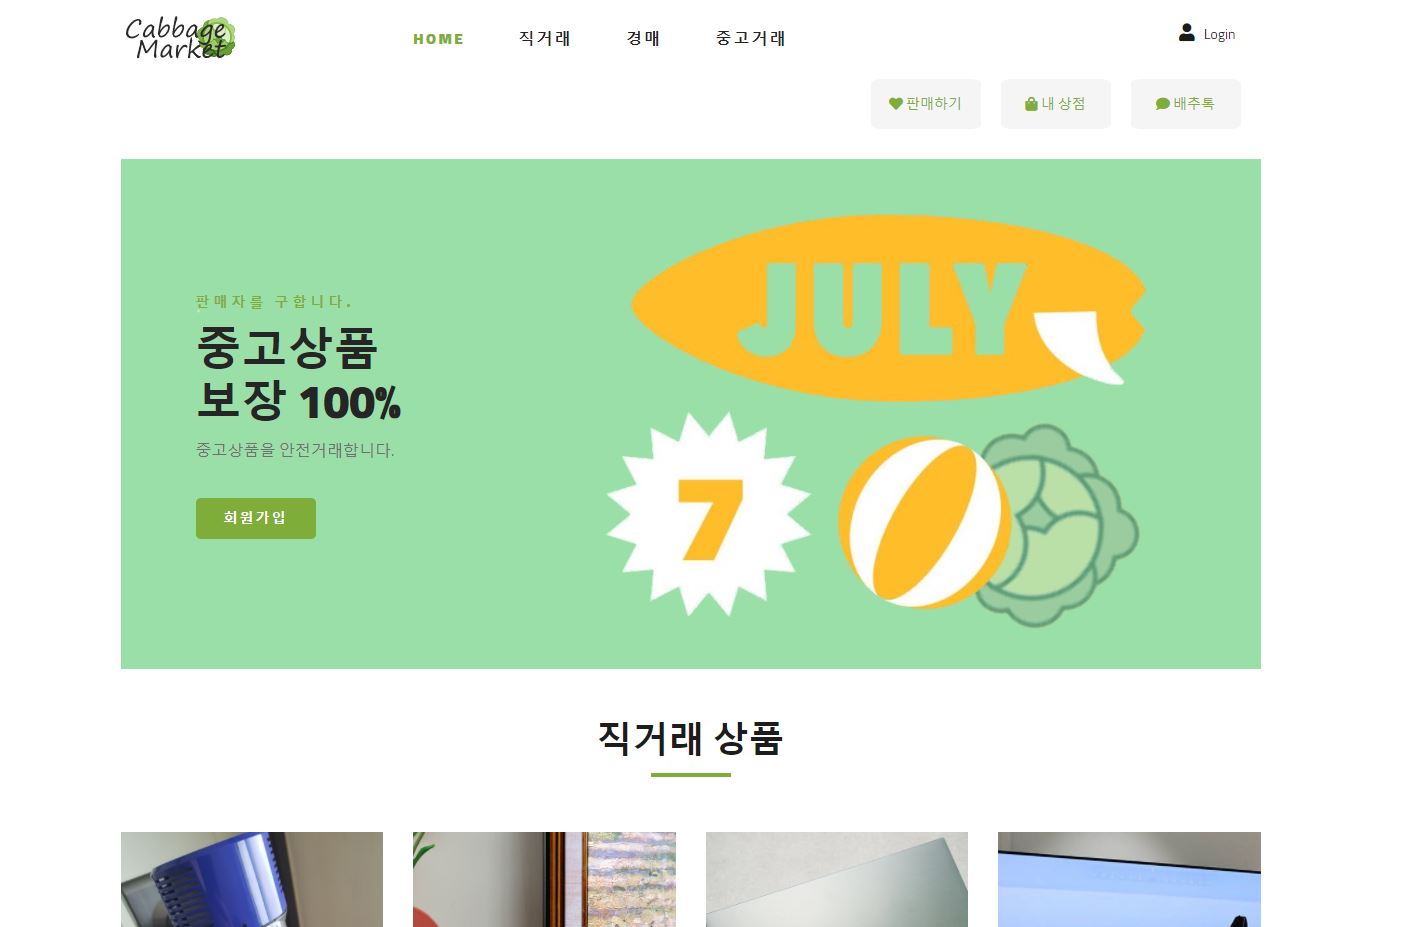 Cabbage
Market
HOME 직거래 경매 중고거래
Login
판매하기 내 상점 배추톡
JULY
판매자를 구합니다.
중고상품
보장 100%
중고상품을 안전거래합니다.
회원가입
7
직거래 상품